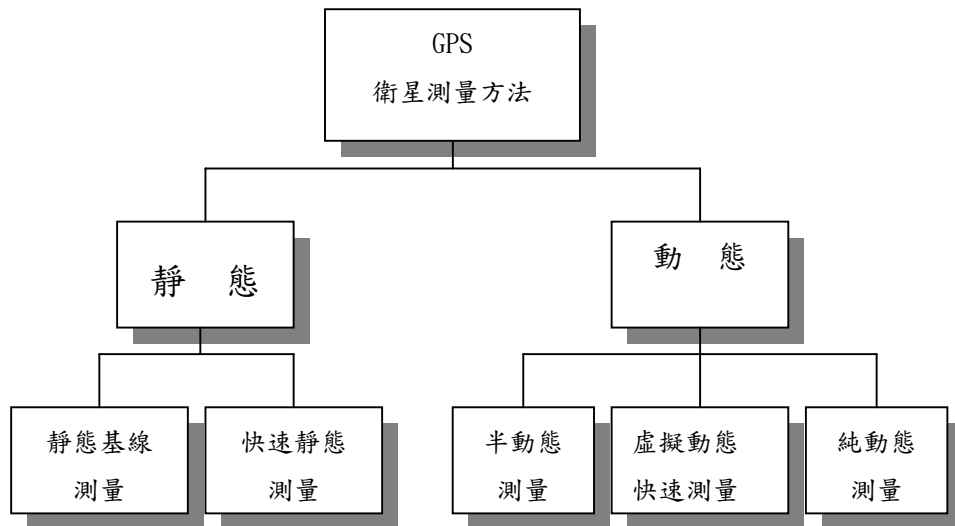 GPS
衛星測量方法
靜 態
動 態
靜態基線
測量
快速靜態
測量
半動態
測量
虛擬動態
快速測量
純動態
測量